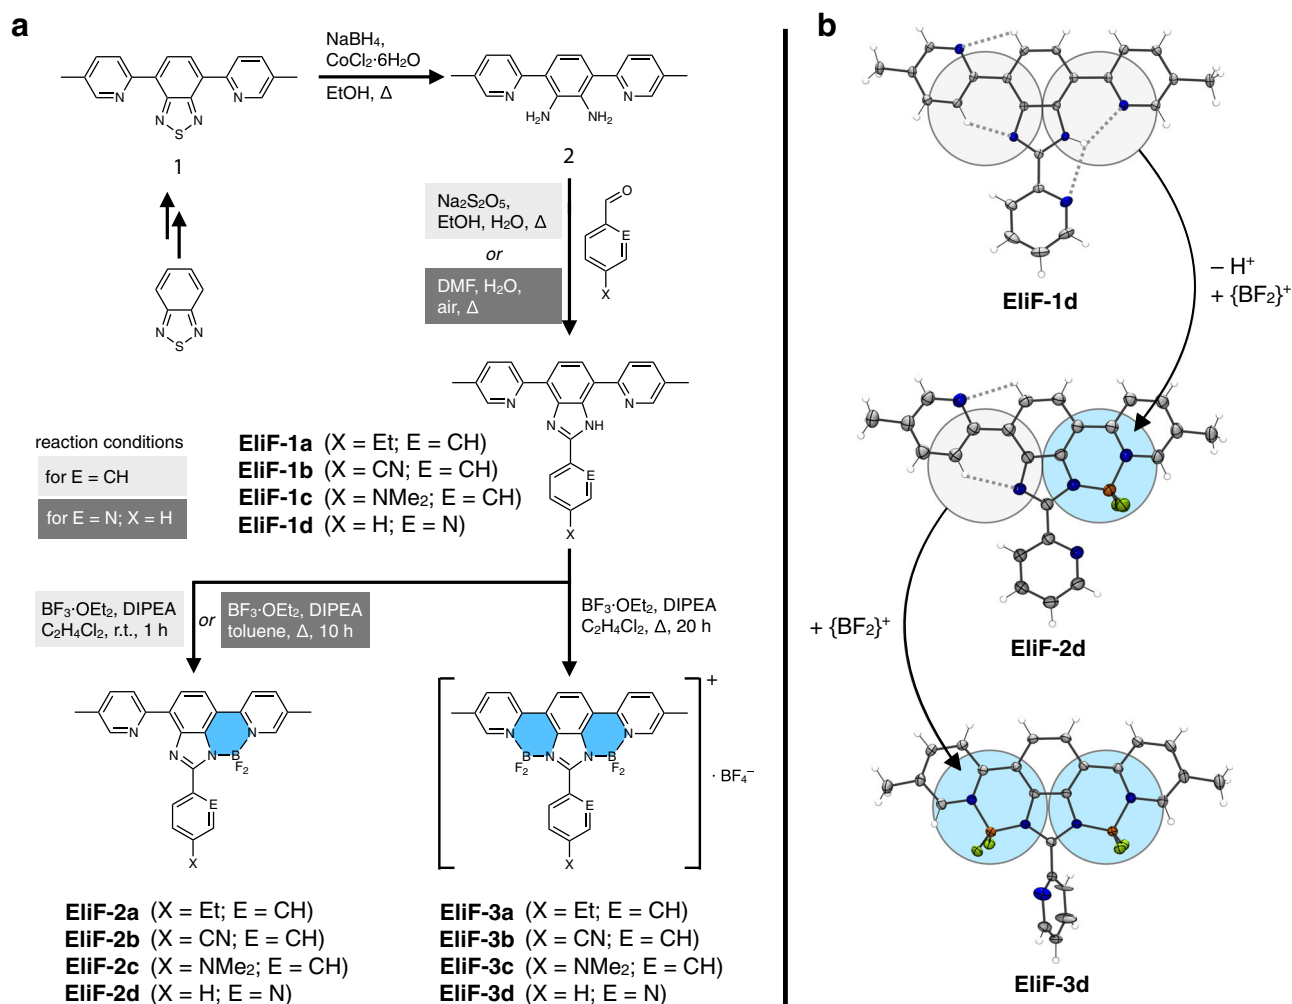 a
NaBH₄,
CoCl₂·6H₂O
EtOH, Δ
N
N
N
N
S
1
N
N
H₂N
NH₂
2
N
N
S
Na₂S₂O₅,
EtOH, H₂O, Δ
or
DMF, H₂O,
air, Δ
O
E
X
N
N
N
NH
E
X
reaction conditions
for E = CH
for E = N; X = H
EliF-1a (X = Et; E = CH)
EliF-1b (X = CN; E = CH)
EliF-1c (X = NMe₂; E = CH)
EliF-1d (X = H; E = N)
BF₃·OEt₂, DIPEA
C₂H₄Cl₂, r.t., 1 h
or
BF₃·OEt₂, DIPEA
toluene, Δ, 10 h
BF₃·OEt₂, DIPEA
C₂H₄Cl₂, Δ, 20 h
N
N
N
N
B
F₂
E
X
N
N
B
N
N
B
F₂
F₂
E
X
+
· BF₄⁻
EliF-2a (X = Et; E = CH)
EliF-2b (X = CN; E = CH)
EliF-2c (X = NMe₂; E = CH)
EliF-2d (X = H; E = N)
EliF-3a (X = Et; E = CH)
EliF-3b (X = CN; E = CH)
EliF-3c (X = NMe₂; E = CH)
EliF-3d (X = H; E = N)
b
EliF-1d
– H⁺
+ {BF₂}⁺
EliF-2d
+ {BF₂}⁺
EliF-3d